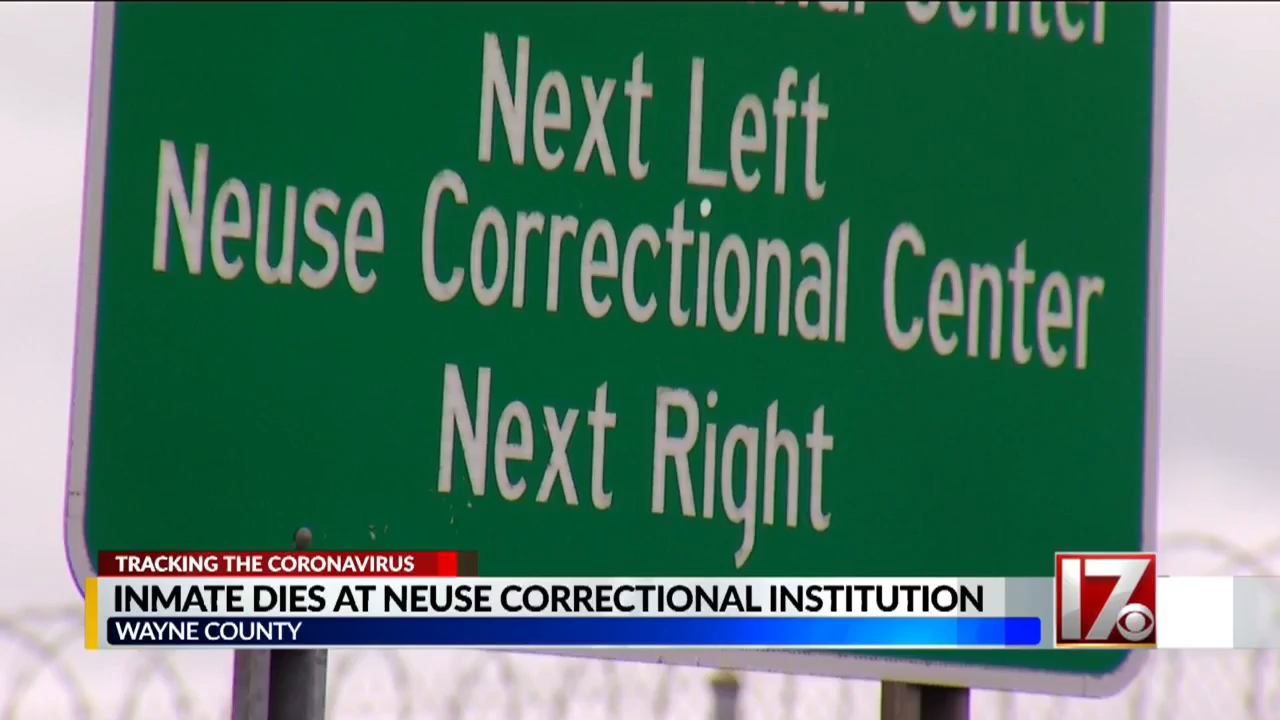 Center
Next Left
Neuse Correctional Center
Next Right
TRACKING THE CORONAVIRUS
INMATE DIES AT NEUSE CORRECTIONAL INSTITUTION
WAYNE COUNTY
17